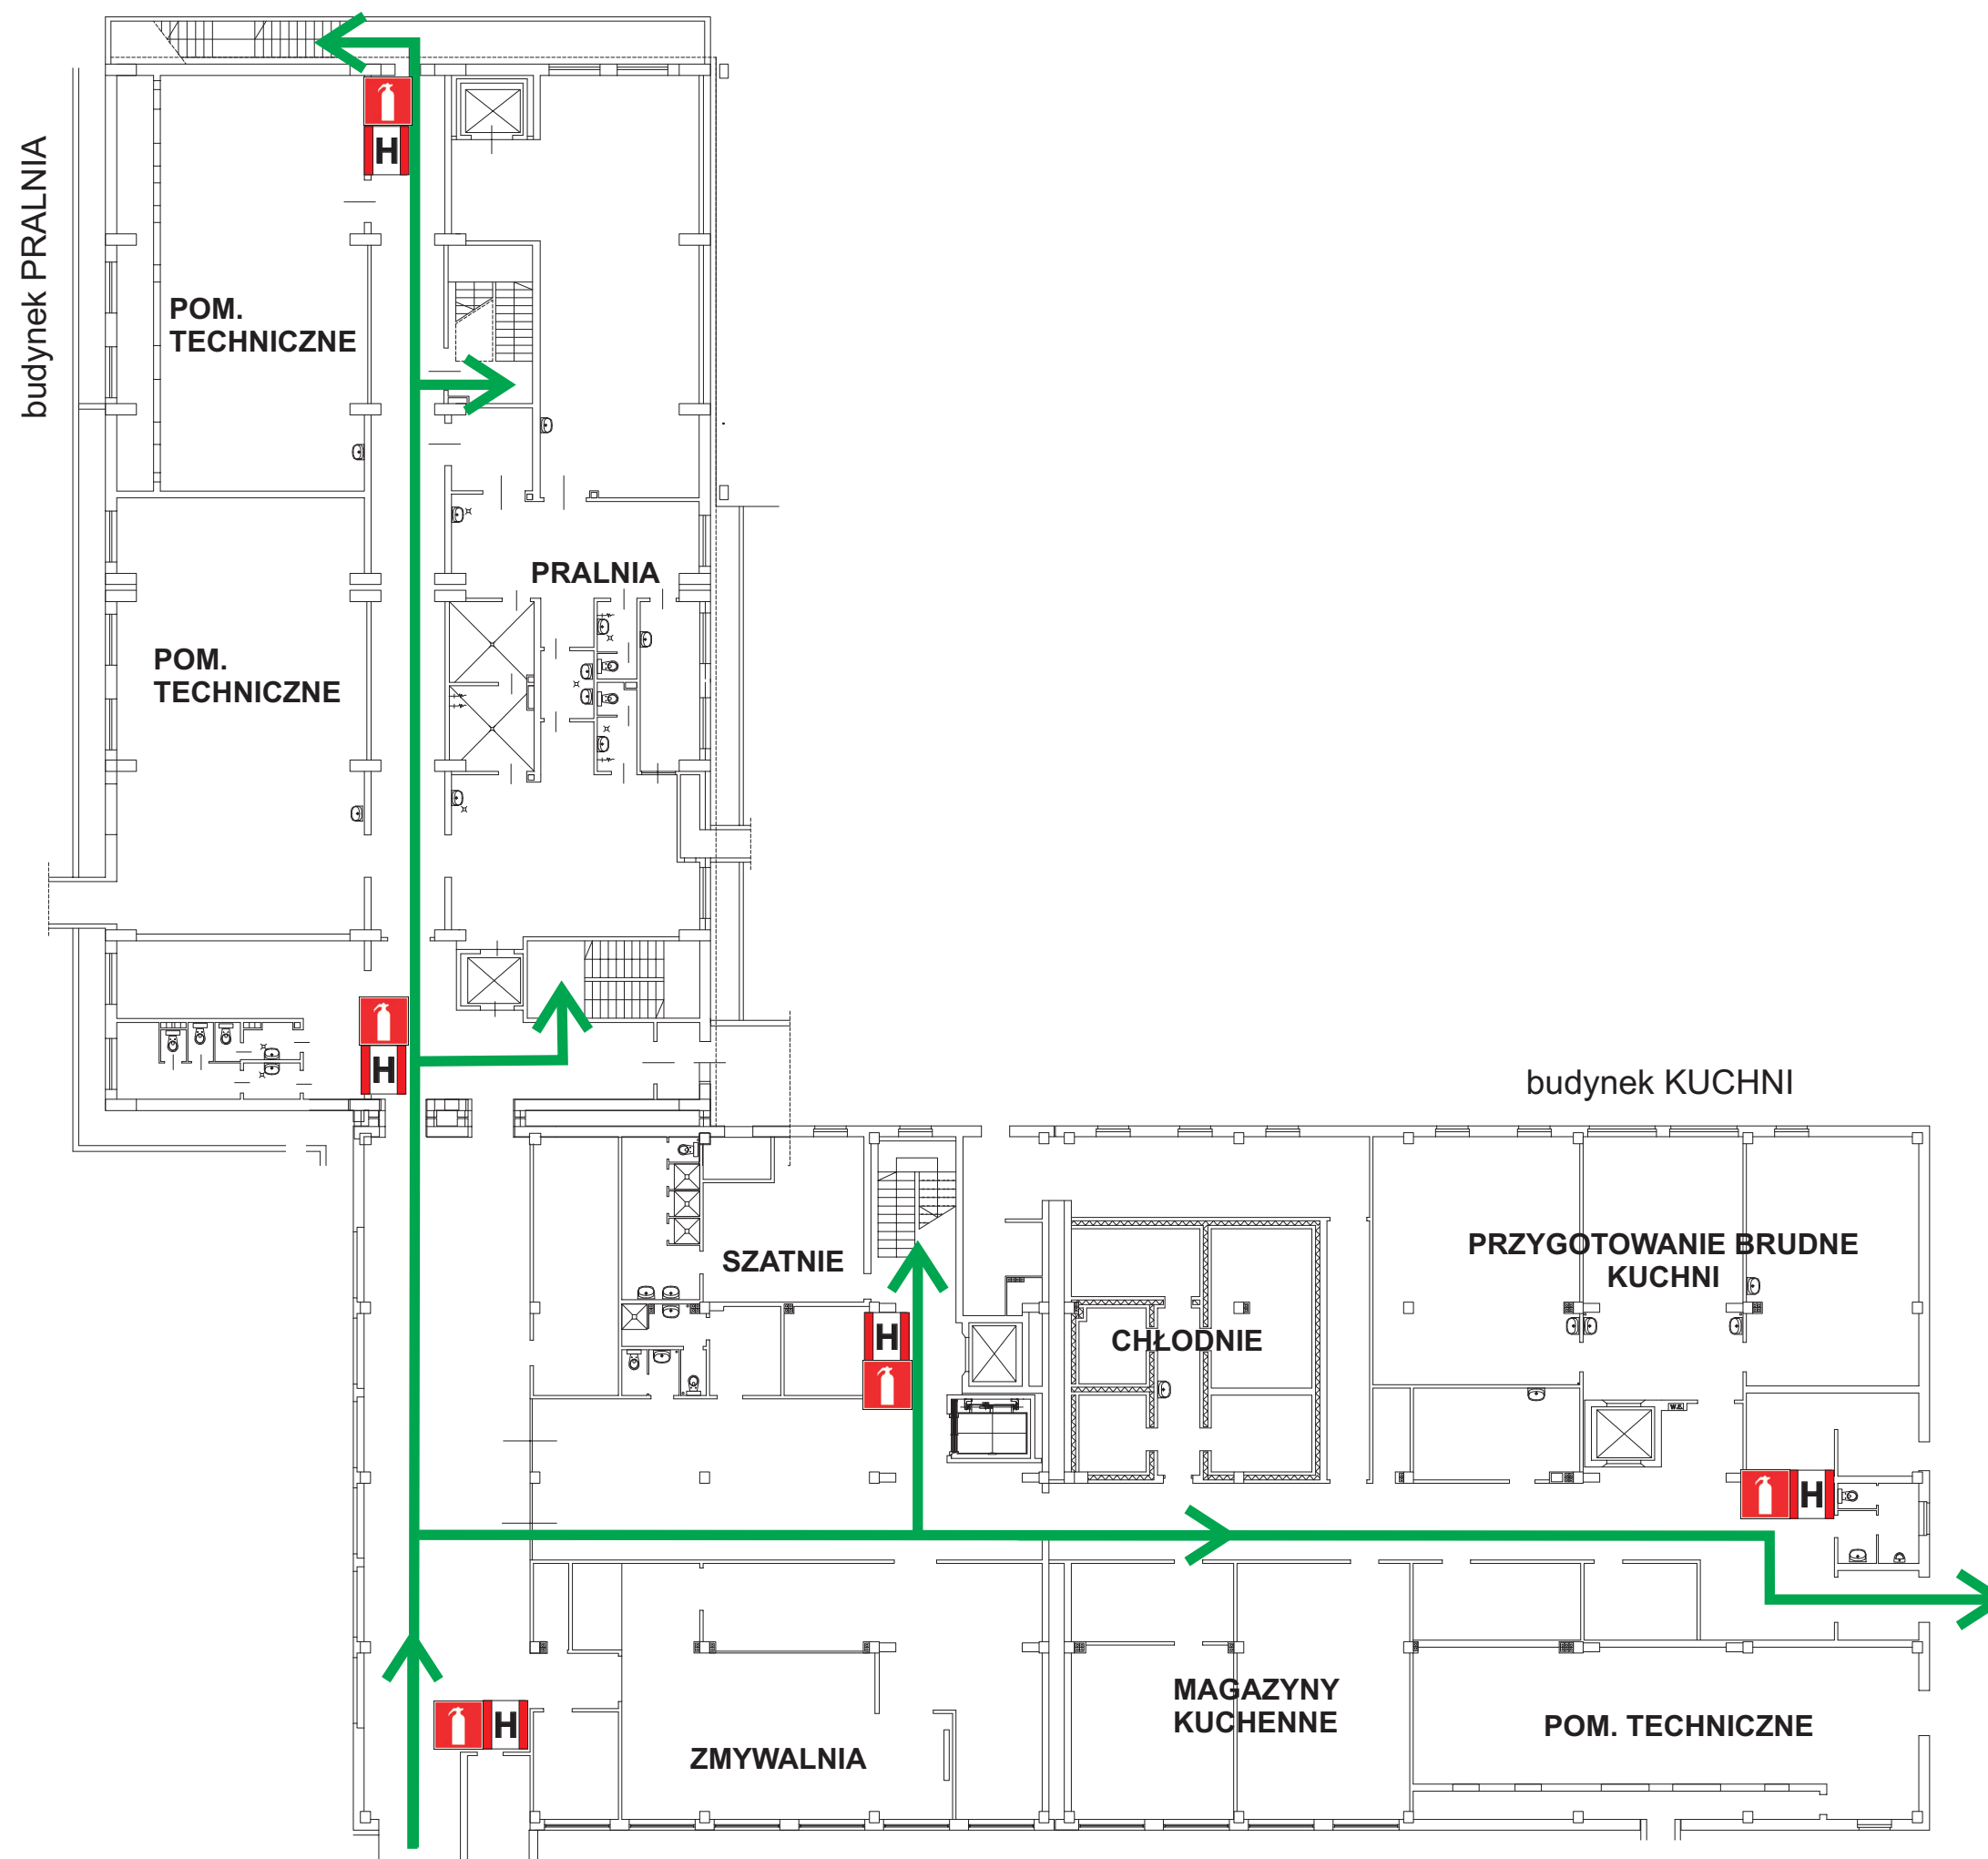 H
budynek PRALNIA
POM.
TECHNICZNE
PRALNIA
POM.
TECHNICZNE
H
budynek KUCHNI
PRZYGOTOWANIE BRUDNE
KUCHNI
SZATNIE
H
CHŁODNIE
H
MAGAZYNY
KUCHENNE
POM. TECHNICZNE
H
ZMYWALNIA